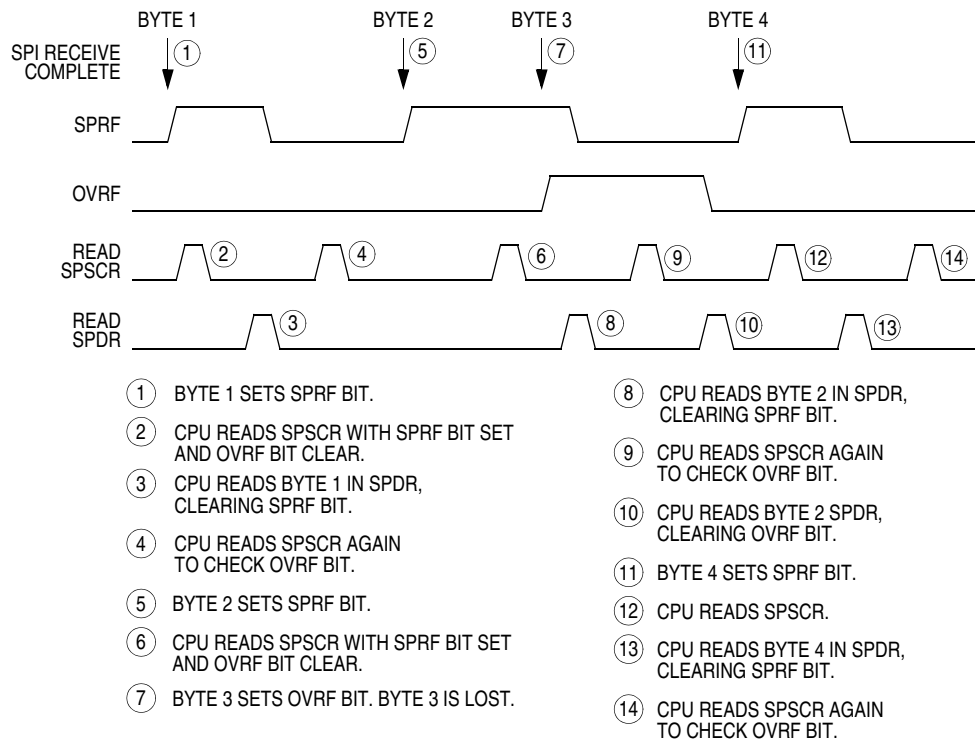 BYTE 1 BYTE 2 BYTE 3 BYTE 4
SPI RECEIVE
COMPLETE
1 5 7 11
SPRF
OVRF
READ
SPSCR
2 4 6 9 12 14
READ
SPDR
3 8 10 13
1 BYTE 1 SETS SPRF BIT.
2 CPU READS SPSCR WITH SPRF BIT SET
AND OVRF BIT CLEAR.
3 CPU READS BYTE 1 IN SPDR,
CLEARING SPRF BIT.
4 CPU READS SPSCR AGAIN
TO CHECK OVRF BIT.
5 BYTE 2 SETS SPRF BIT.
6 CPU READS SPSCR WITH SPRF BIT SET
AND OVRF BIT CLEAR.
7 BYTE 3 SETS OVRF BIT. BYTE 3 IS LOST.
8 CPU READS BYTE 2 IN SPDR,
CLEARING SPRF BIT.
9 CPU READS SPSCR AGAIN
TO CHECK OVRF BIT.
10 CPU READS BYTE 2 SPDR,
CLEARING OVRF BIT.
11 BYTE 4 SETS SPRF BIT.
12 CPU READS SPSCR.
13 CPU READS BYTE 4 IN SPDR,
CLEARING SPRF BIT.
14 CPU READS SPSCR AGAIN
TO CHECK OVRF BIT.